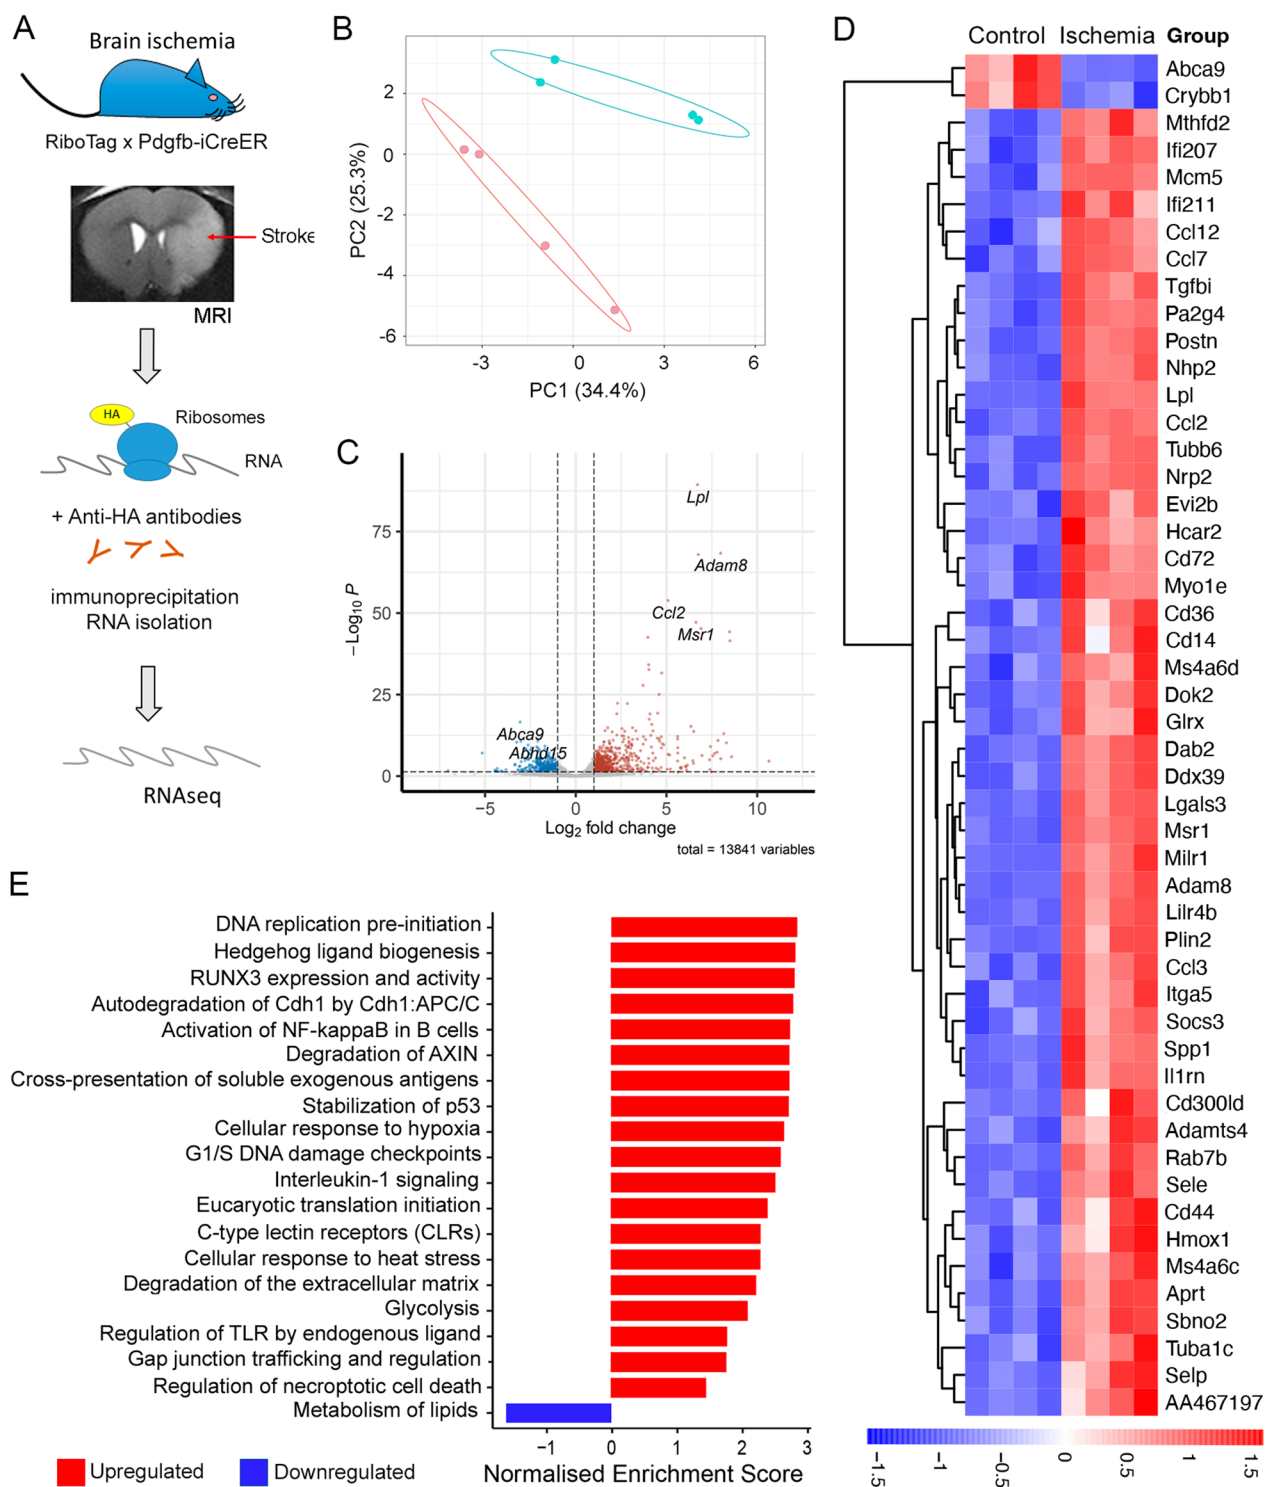 A
Brain ischemia
RiboTag x Pdgfb-iCreER
Stroke
MRI
HA
Ribosomes
RNA
+ Anti-HA antibodies
immunoprecipitation
RNA isolation
RNAseq
B
PC2 (25.3%)
2
0
-2
-4
-6
-3
0
3
6
PC1 (34.4%)
C
−Log10 P
75
50
25
0
Lpl
Adam8
Ccl2
Msr1
Abca9
Abhd15
−5
0
5
10
Log2 fold change
total = 13841 variables
D
Control Ischemia Group
Abca9
Crybb1
Mthfd2
Ifi207
Mcm5
Ifi211
Ccl12
Ccl7
Tgfbi
Pa2g4
Postn
Nhp2
Lpl
Ccl2
Tubb6
Nrp2
Evi2b
Hcar2
Cd72
Myo1e
Cd36
Cd14
Ms4a6d
Dok2
Glrx
Dab2
Ddx39
Lgals3
Msr1
Milr1
Adam8
Lilr4b
Plin2
Ccl3
Itga5
Socs3
Spp1
Il1rn
Cd300ld
Adamts4
Rab7b
Sele
Cd44
Hmox1
Ms4a6c
Aprt
Sbno2
Tuba1c
Selp
AA467197
-1.5
-1
-0.5
0
0.5
1
1.5
E
DNA replication pre-initiation
Hedgehog ligand biogenesis
RUNX3 expression and activity
Autodegradation of Cdh1 by Cdh1:APC/C
Activation of NF-kappaB in B cells
Degradation of AXIN
Cross-presentation of soluble exogenous antigens
Stabilization of p53
Cellular response to hypoxia
G1/S DNA damage checkpoints
Interleukin-1 signaling
Eucaryotic translation initiation
C-type lectin receptors (CLRs)
Cellular response to heat stress
Degradation of the extracellular matrix
Glycolysis
Regulation of TLR by endogenous ligand
Gap junction trafficking and regulation
Regulation of necroptotic cell death
Metabolism of lipids
−1
0
1
2
3
Normalised Enrichment Score
Upregulated
Downregulated